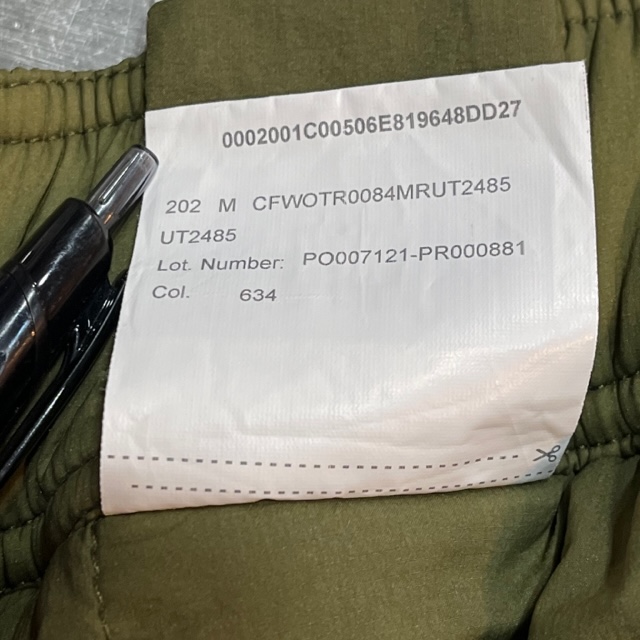 0002001C00506E819648DD27
202 M CFWOTR0084MRUT2485
UT2485
Lot. Number: PO007121-PR000881
Col. 634